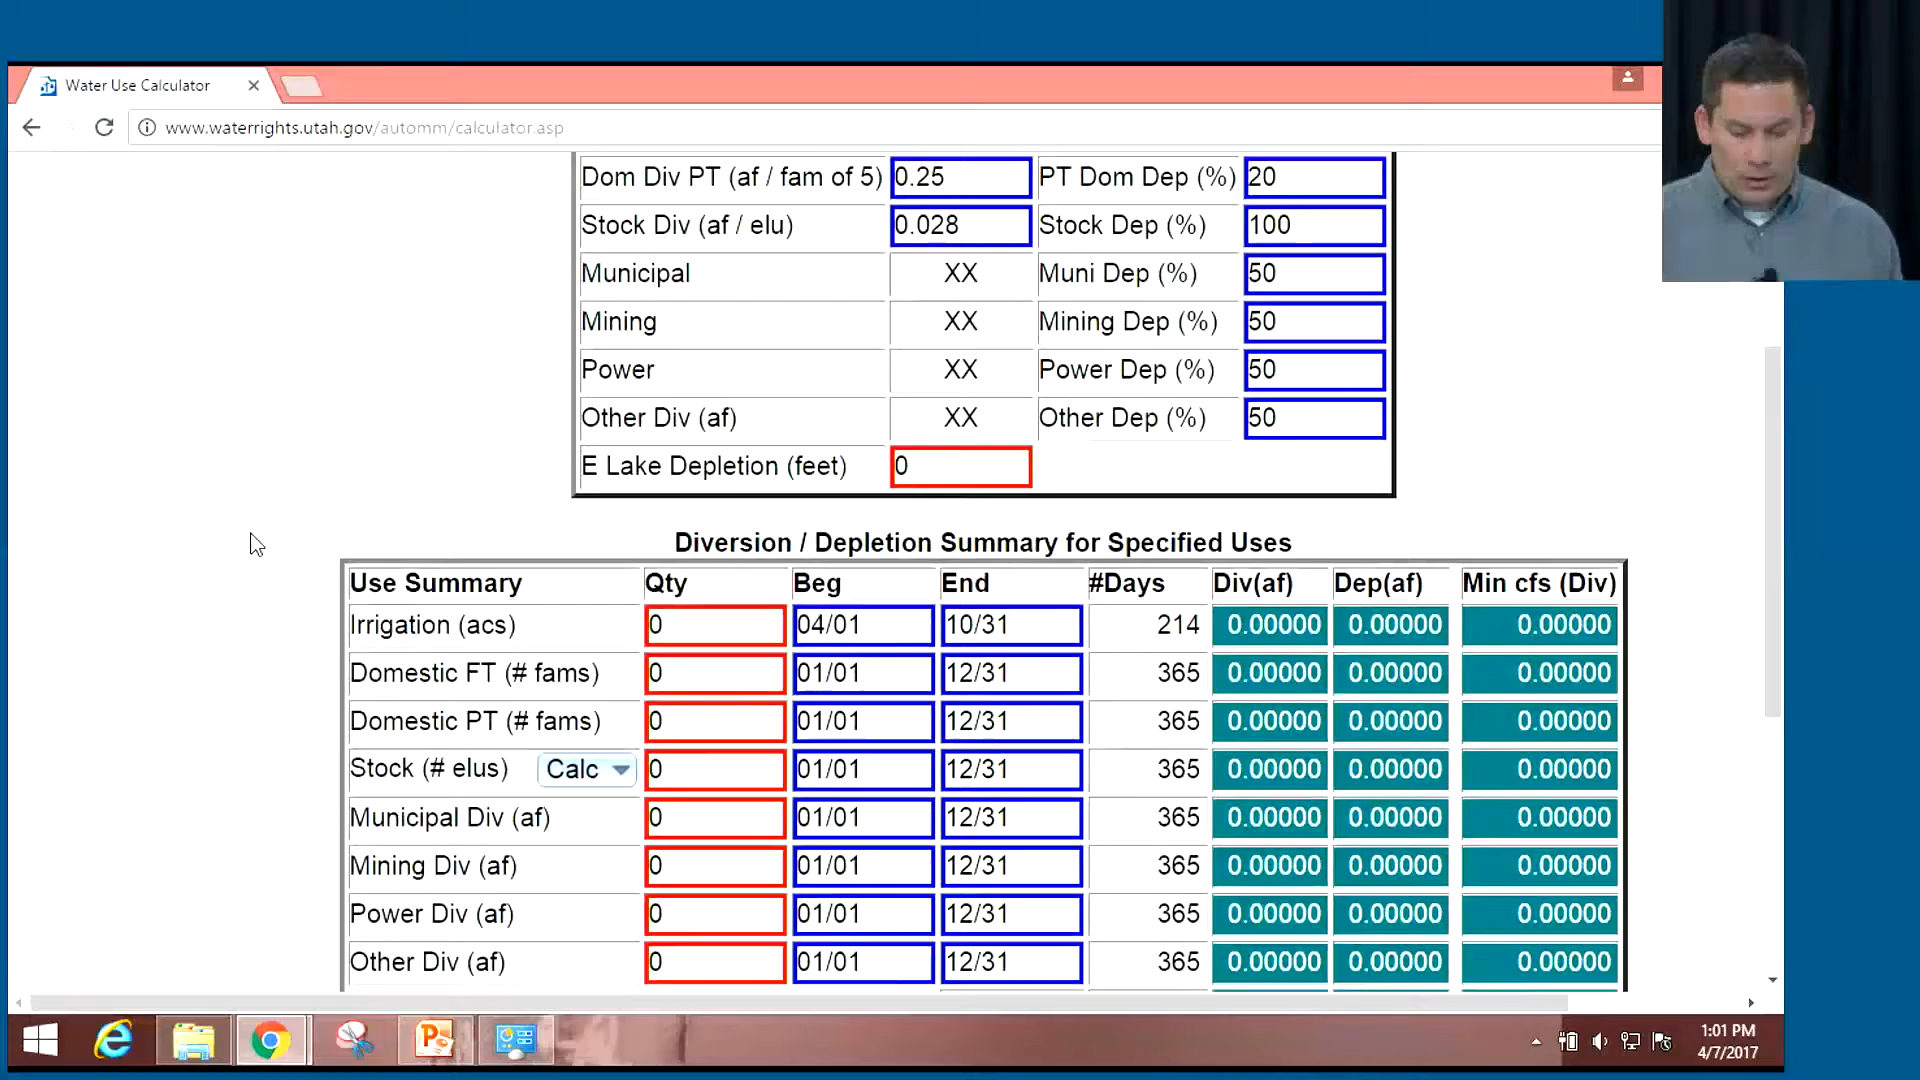 Water Use Calculator
www.waterrights.utah.gov/automm/calculator.asp
Dom Div PT (af / fam of 5) 0.25 PT Dom Dep (%) 20
Stock Div (af / elu) 0.028 Stock Dep (%) 100
Municipal XX Muni Dep (%) 50
Mining XX Mining Dep (%) 50
Power XX Power Dep (%) 50
Other Div (af) XX Other Dep (%) 50
E Lake Depletion (feet) 0
Diversion / Depletion Summary for Specified Uses
Use Summary Qty Beg End #Days Div(af) Dep(af) Min cfs (Div)
Irrigation (acs) 0 04/01 10/31 214 0.00000 0.00000 0.00000
Domestic FT (# fams) 0 01/01 12/31 365 0.00000 0.00000 0.00000
Domestic PT (# fams) 0 01/01 12/31 365 0.00000 0.00000 0.00000
Stock (# elus) Calc 0 01/01 12/31 365 0.00000 0.00000 0.00000
Municipal Div (af) 0 01/01 12/31 365 0.00000 0.00000 0.00000
Mining Div (af) 0 01/01 12/31 365 0.00000 0.00000 0.00000
Power Div (af) 0 01/01 12/31 365 0.00000 0.00000 0.00000
Other Div (af) 0 01/01 12/31 365 0.00000 0.00000 0.00000
1:01 PM
4/7/2017